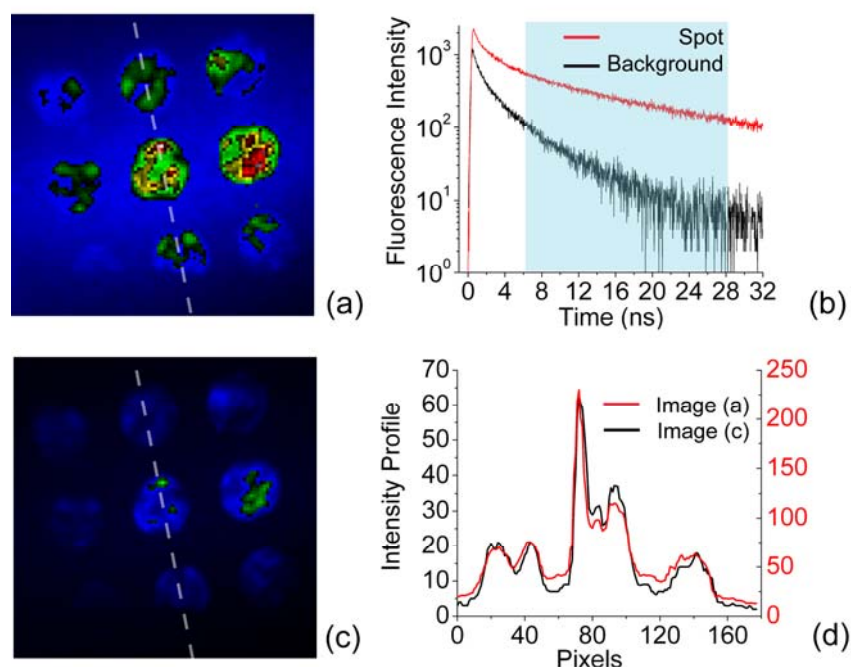 (a)
Fluorescence Intensity
10³
10²
10¹
10⁰
Spot
Background
0 4 8 12 16 20 24 28 32
Time (ns)
(b)
(c)
Intensity Profile
70
60
50
40
30
20
10
0
Image (a)
Image (c)
250
200
150
100
50
0
0 40 80 120 160
Pixels
(d)